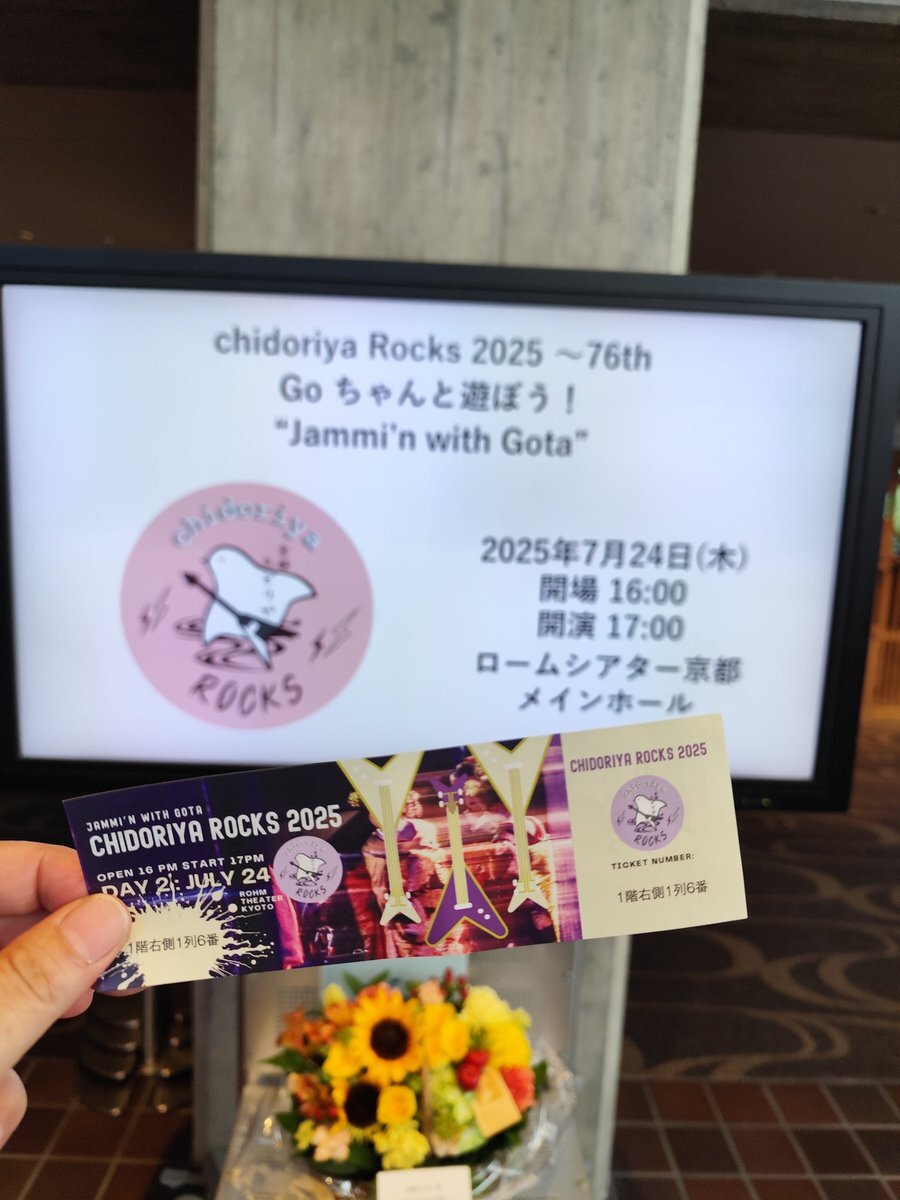 chidoriya Rocks 2025 ～76th
Go ちゃんと遊ぼう！
“Jammi’n with Gota”
chidoriya
ROCKS
2025年7月24日(木)
開場 16:00
開演 17:00
ロームシアター京都
メインホール
JAMMI'N WITH GOTA
CHIDORIYA ROCKS 2025
OPEN 16 PM START 17PM
DAY 2: JULY 24
ROHM
THEATER
KYOTO
1階右側1列6番
ROCKS
CHIDORIYA ROCKS 2025
chidoriya
ROCKS
TICKET NUMBER:
1階右側1列6番